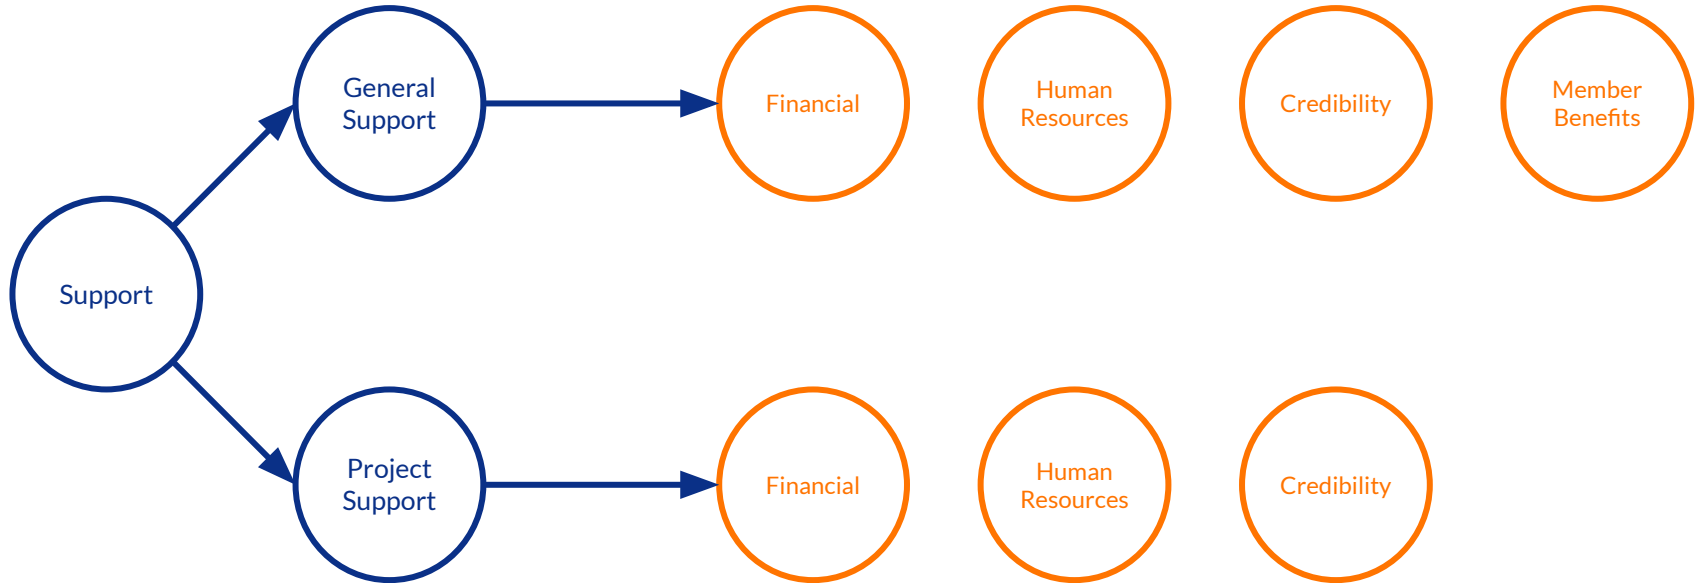 General
Support
Financial
Human
Resources
Credibility
Member
Benefits
Support
Project
Support
Financial
Human
Resources
Credibility